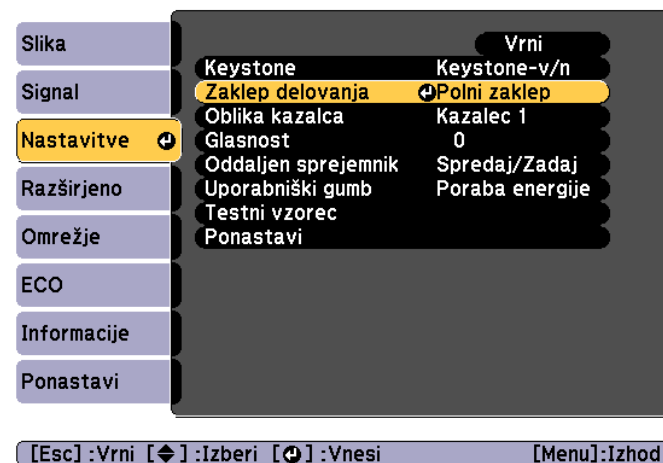 Slika
Signal
Nastavitve
Razširjeno
Omrežje
ECO
Informacije
Ponastavi
Vrni
Keystone Keystone-v/n
Zaklep delovanja Polni zaklep
Oblika kazalca Kazalec 1
Glasnost 0
Oddaljen sprejemnik Spredaj/Zadaj
Uporabniški gumb Poraba energije
Testni vzorec
Ponastavi
[Esc] :Vrni [◆] :Izberi [↵] :Vnesi [Menu]:Izhod